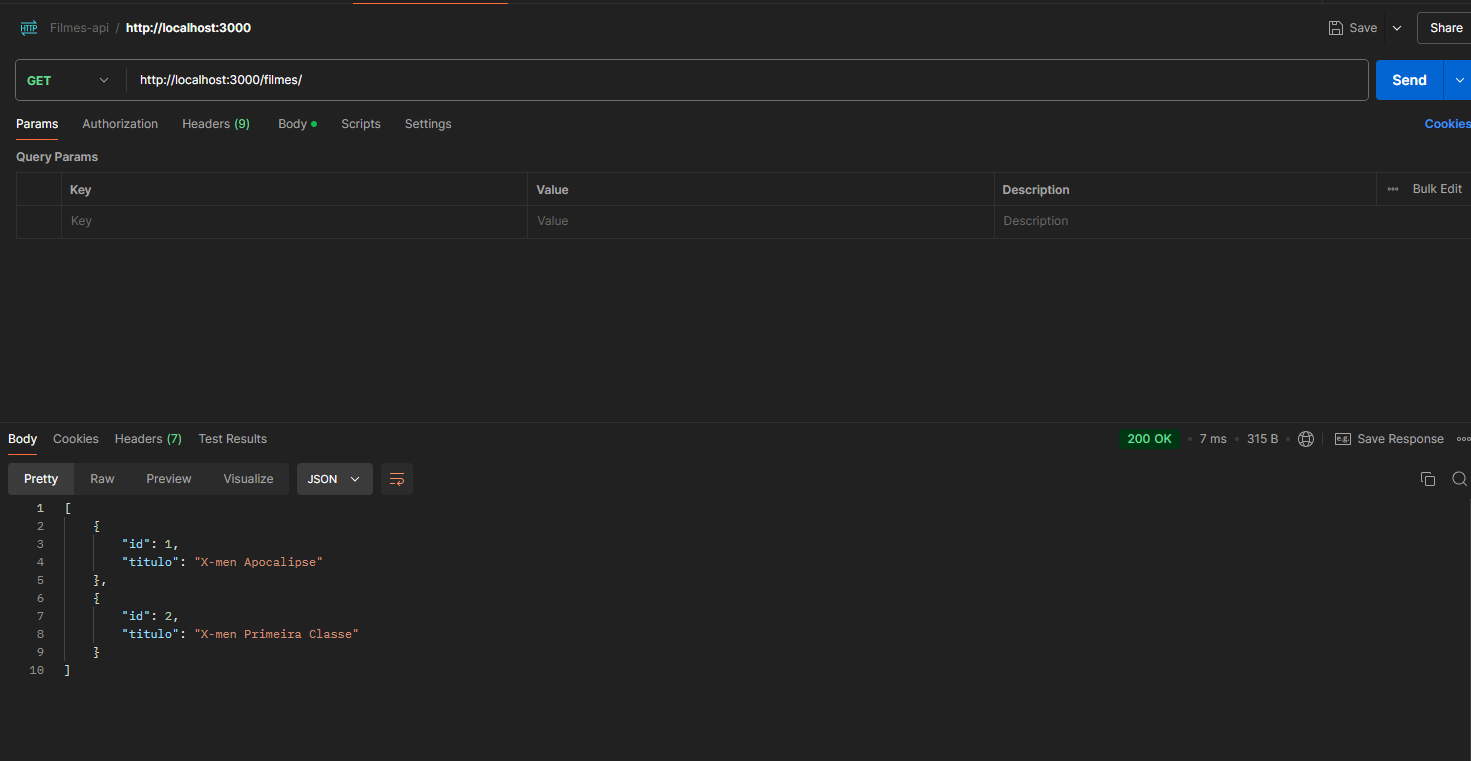 HTTP Filmes-api / http://localhost:3000 Save Share
GET http://localhost:3000/filmes/ Send
Params Authorization Headers (9) Body Scripts Settings Cookies
Query Params
Key Value Description Bulk Edit
Key Value Description
Body Cookies Headers (7) Test Results 200 OK 7 ms 315 B e.g. Save Response
Pretty Raw Preview Visualize JSON
1 [
2 {
3 "id": 1,
4 "titulo": "X-men Apocalipse"
5 },
6 {
7 "id": 2,
8 "titulo": "X-men Primeira Classe"
9 }
10 ]